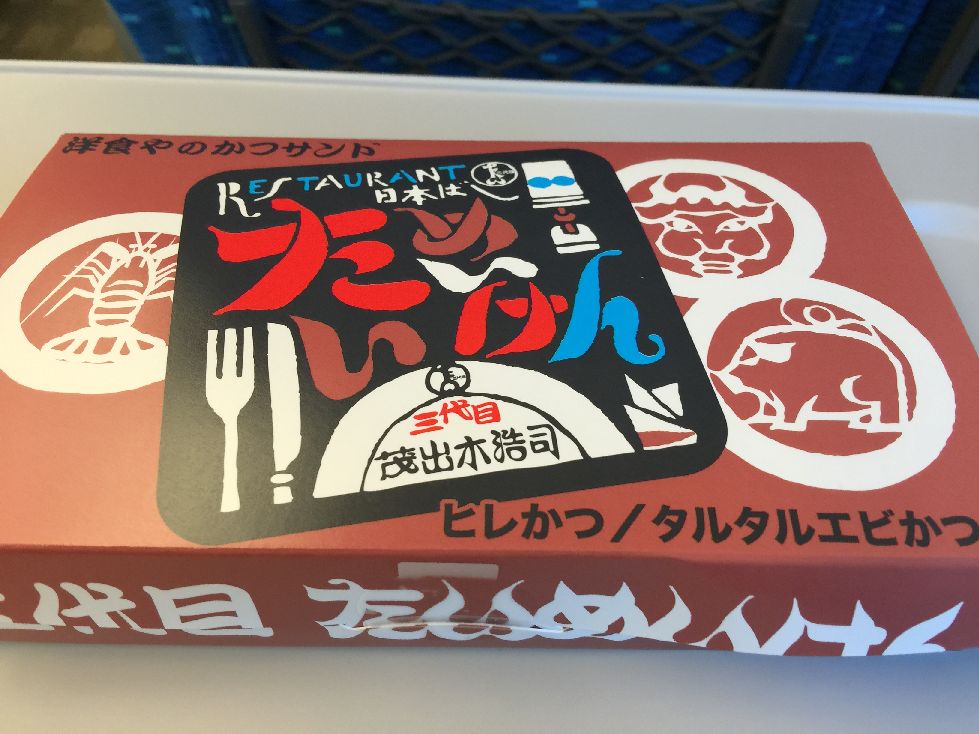 洋食やのかつサンド
RESTAURANT
日本ばし
たいめいけん
三代目
茂出木浩司
ヒレかつ/タルタルエビかつ
三代目 たいめいけん